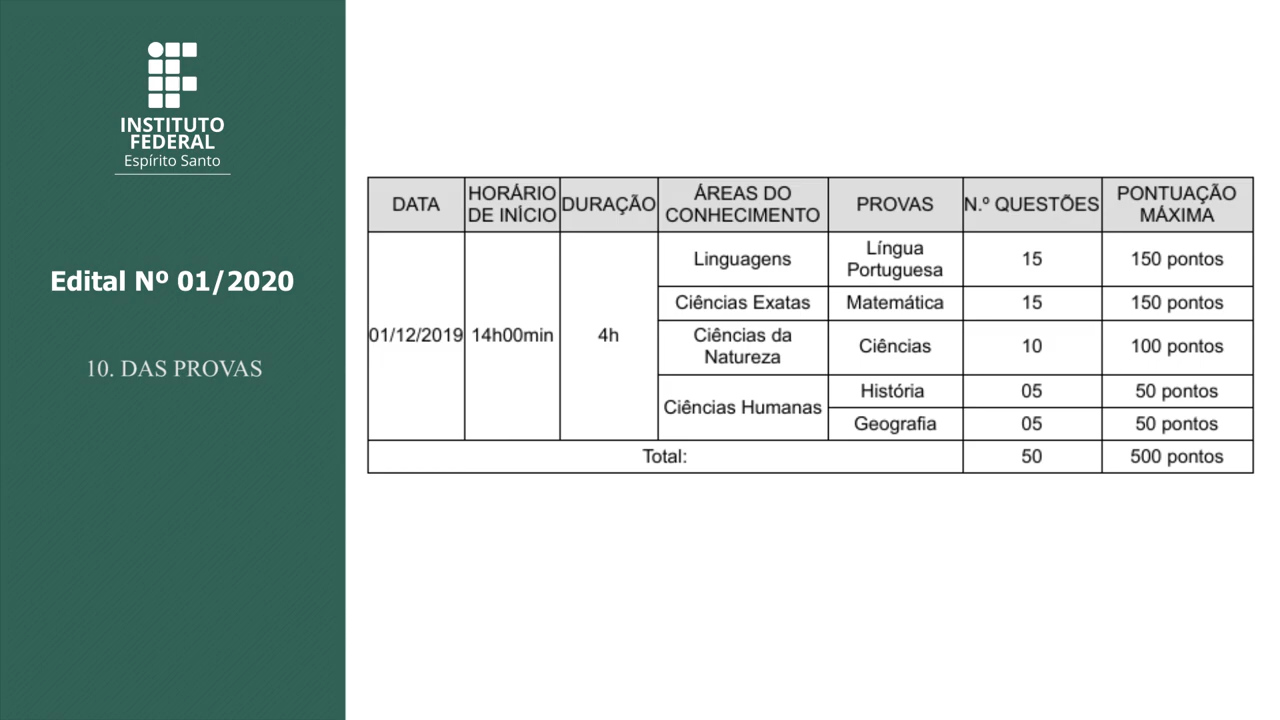 INSTITUTO
FEDERAL
Espírito Santo
Edital Nº 01/2020
10. DAS PROVAS
DATA
HORÁRIO
DE INÍCIO
DURAÇÃO
ÁREAS DO
CONHECIMENTO
PROVAS
N.º QUESTÕES
PONTUAÇÃO
MÁXIMA
01/12/2019
14h00min
4h
Linguagens
Língua
Portuguesa
15
150 pontos
Ciências Exatas
Matemática
15
150 pontos
Ciências da
Natureza
Ciências
10
100 pontos
Ciências Humanas
História
05
50 pontos
Geografia
05
50 pontos
Total:
50
500 pontos